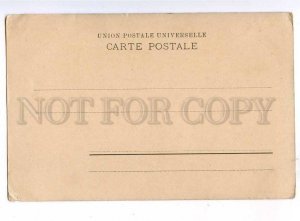 UNION POSTALE UNIVERSELLE
CARTE POSTALE
NOT FOR COPY